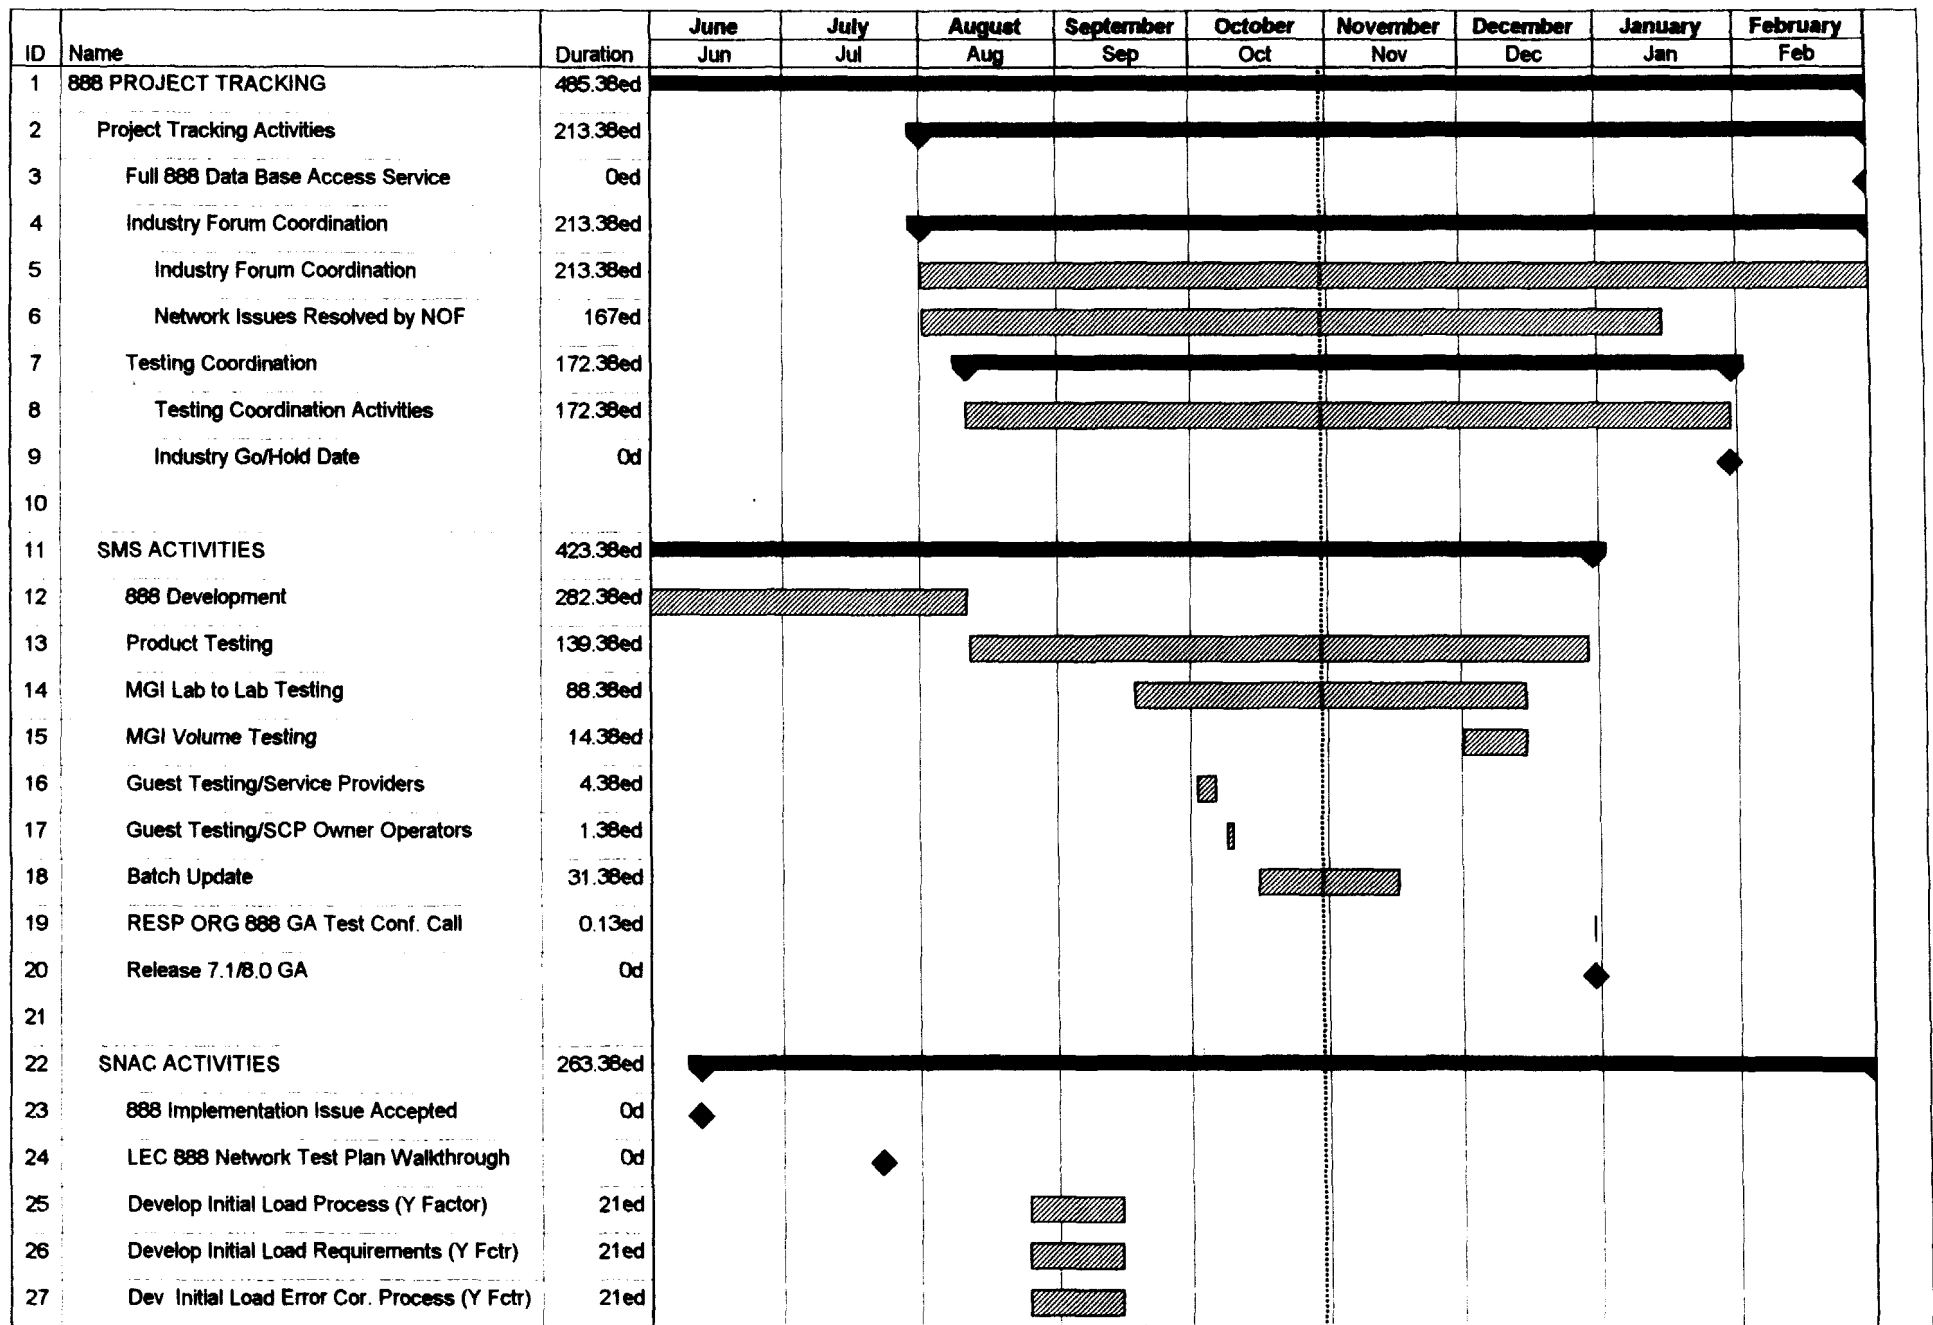 June July August September October November December January February
ID Name Duration Jun Jul Aug Sep Oct Nov Dec Jan Feb
1 888 PROJECT TRACKING 485.38ed
2 Project Tracking Activities 213.38ed
3 Full 888 Data Base Access Service 0ed
4 Industry Forum Coordination 213.38ed
5 Industry Forum Coordination 213.38ed
6 Network Issues Resolved by NOF 167ed
7 Testing Coordination 172.38ed
8 Testing Coordination Activities 172.38ed
9 Industry Go/Hold Date 0d
10
11 SMS ACTIVITIES 423.38ed
12 888 Development 282.38ed
13 Product Testing 139.38ed
14 MGI Lab to Lab Testing 88.38ed
15 MGI Volume Testing 14.38ed
16 Guest Testing/Service Providers 4.38ed
17 Guest Testing/SCP Owner Operators 1.38ed
18 Batch Update 31.38ed
19 RESP ORG 888 GA Test Conf. Call 0.13ed
20 Release 7.1/8.0 GA 0d
21
22 SNAC ACTIVITIES 263.38ed
23 888 Implementation Issue Accepted 0d
24 LEC 888 Network Test Plan Walkthrough 0d
25 Develop Initial Load Process (Y Factor) 21ed
26 Develop Initial Load Requirements (Y Fctr) 21ed
27 Dev Initial Load Error Cor. Process (Y Fctr) 21ed